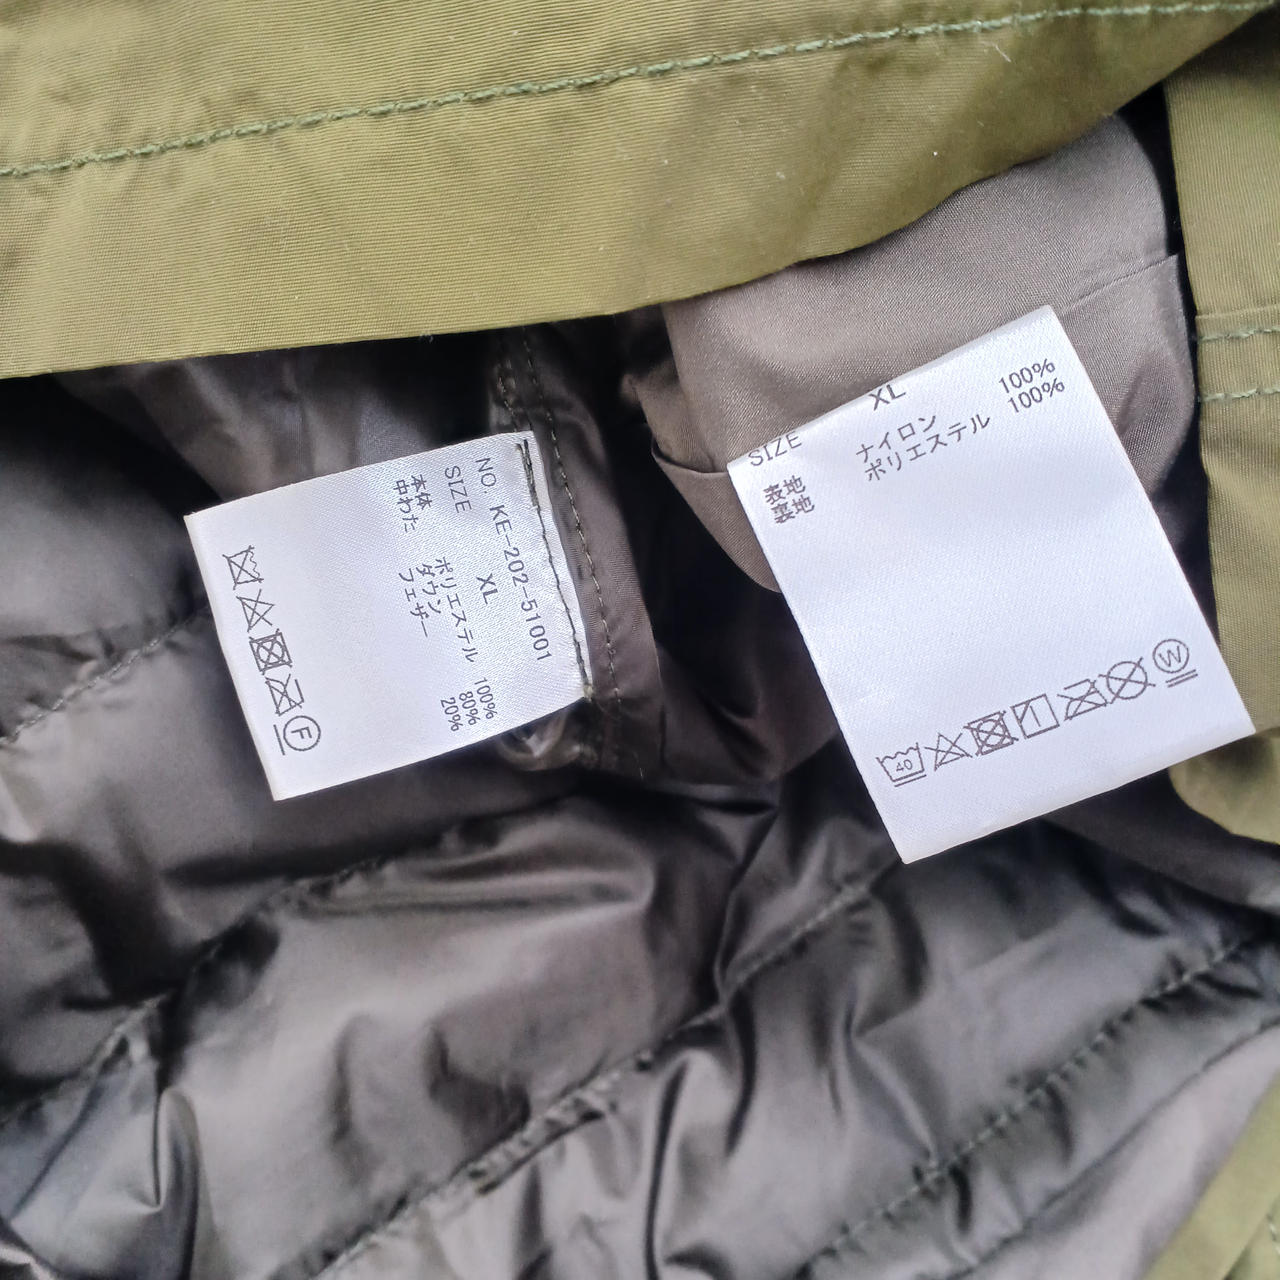 NO. KE-202-51001
SIZE XL
本体 ポリエステル 100%
中わた ダウン 80%
フェザー 20%
F
SIZE XL
表地 ナイロン 100%
裏地 ポリエステル 100%
40 W